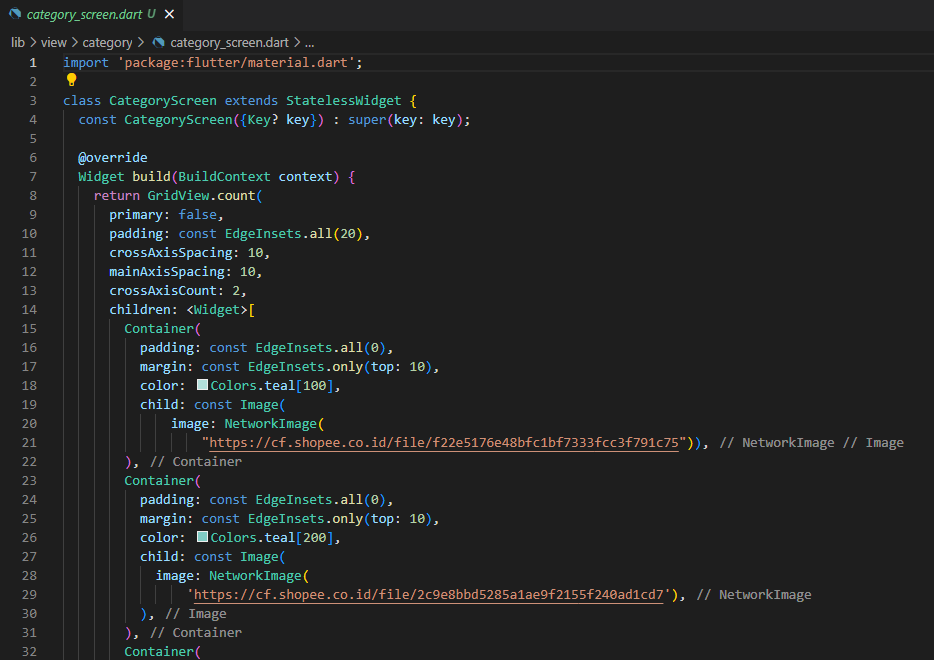 category_screen.dart U ×
lib > view > category > category_screen.dart > ...
1 import 'package:flutter/material.dart';
2
3 class CategoryScreen extends StatelessWidget {
4 const CategoryScreen({Key? key}) : super(key: key);
5
6 @override
7 Widget build(BuildContext context) {
8 return GridView.count(
9 primary: false,
10 padding: const EdgeInsets.all(20),
11 crossAxisSpacing: 10,
12 mainAxisSpacing: 10,
13 crossAxisCount: 2,
14 children: <Widget>[
15 Container(
16 padding: const EdgeInsets.all(0),
17 margin: const EdgeInsets.only(top: 10),
18 color: Colors.teal[100],
19 child: const Image(
20 image: NetworkImage(
21 "https://cf.shopee.co.id/file/f22e5176e48bfc1bf7333fcc3f791c75")), // NetworkImage // Image
22 ), // Container
23 Container(
24 padding: const EdgeInsets.all(0),
25 margin: const EdgeInsets.only(top: 10),
26 color: Colors.teal[200],
27 child: const Image(
28 image: NetworkImage(
29 'https://cf.shopee.co.id/file/2c9e8bbd5285a1ae9f2155f240ad1cd7'), // NetworkImage
30 ), // Image
31 ), // Container
32 Container(